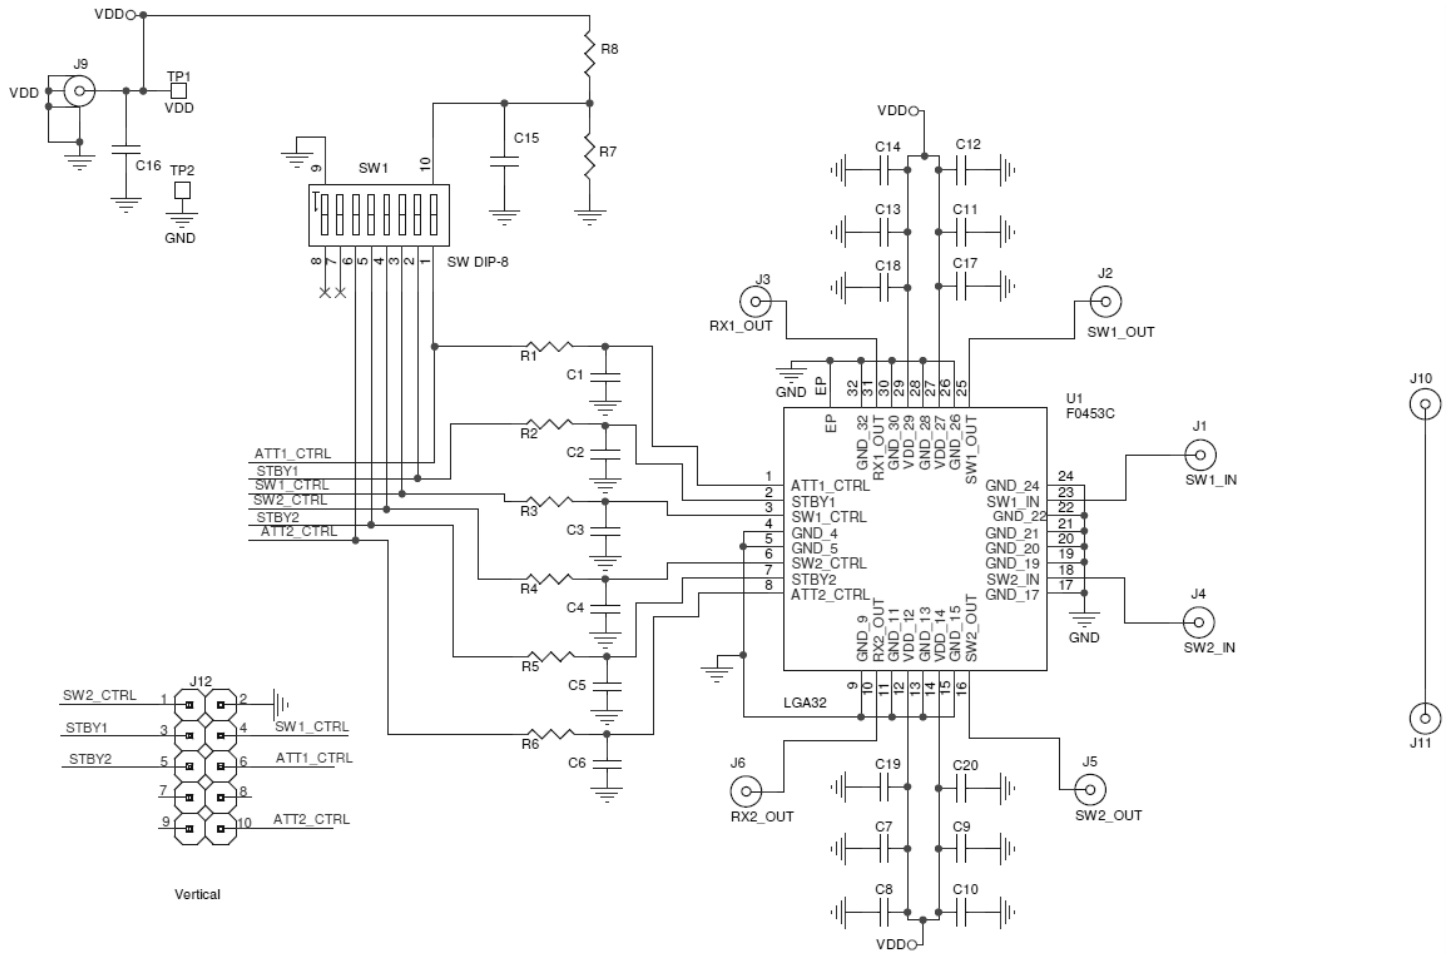 VDD
J9
VDD
TP1
VDD
C16
TP2
GND
R8
C15
R7
9
SW1
10
8
7
6
5
4
3
2
1
SW DIP-8
VDD
C14
C12
C13
C11
C18
C17
J3
RX1_OUT
J2
SW1_OUT
R1
C1
R2
C2
R3
C3
R4
C4
R5
C5
R6
C6
ATT1_CTRL
STBY1
SW1_CTRL
SW2_CTRL
STBY2
ATT2_CTRL
GND
EP
32
31
30
29
28
27
26
25
U1
F0453C
EP
GND_32
RX1_OUT
GND_30
VDD_29
GND_28
VDD_27
GND_26
SW1_OUT
1 ATT1_CTRL
2 STBY1
3 SW1_CTRL
4 GND_4
5 GND_5
6 SW2_CTRL
7 STBY2
8 ATT2_CTRL
GND_24 24
SW1_IN 23
GND_22 22
GND_21 21
GND_20 20
GND_19 19
SW2_IN 18
GND_17 17
GND
GND_9
RX2_OUT
GND_11
VDD_12
GND_13
VDD_14
GND_15
SW2_OUT
9
10
11
12
13
14
15
16
LGA32
J1
SW1_IN
J4
SW2_IN
J10
J11
J6
RX2_OUT
J5
SW2_OUT
C19
C20
C7
C9
C8
C10
VDD
J12
SW2_CTRL 1 2
STBY1 3 4 SW1_CTRL
STBY2 5 6 ATT1_CTRL
7 8
9 10 ATT2_CTRL
Vertical